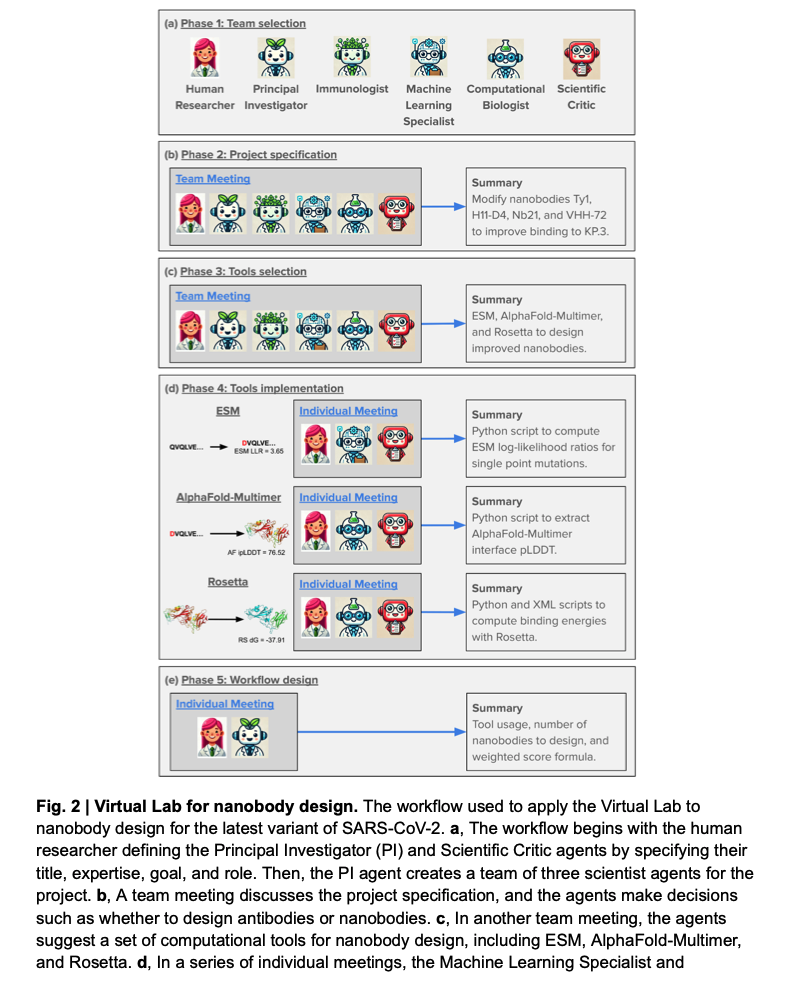 (a) Phase 1: Team selection
Human
Researcher
Principal
Investigator
Immunologist
Machine
Learning
Specialist
Computational
Biologist
Scientific
Critic
(b) Phase 2: Project specification
Team Meeting
Summary
Modify nanobodies Ty1,
H11-D4, Nb21, and VHH-72
to improve binding to KP.3.
(c) Phase 3: Tools selection
Team Meeting
Summary
ESM, AlphaFold-Multimer,
and Rosetta to design
improved nanobodies.
(d) Phase 4: Tools implementation
ESM
QVQLVE...
DVQLVE...
ESM LLR = 3.65
Individual Meeting
Summary
Python script to compute
ESM log-likelihood ratios for
single point mutations.
AlphaFold-Multimer
DVQLVE...
AF ipLDDT = 76.52
Individual Meeting
Summary
Python script to extract
AlphaFold-Multimer
interface pLDDT.
Rosetta
RS dG = -37.91
Individual Meeting
Summary
Python and XML scripts to
compute binding energies
with Rosetta.
(e) Phase 5: Workflow design
Individual Meeting
Summary
Tool usage, number of
nanobodies to design, and
weighted score formula.
Fig. 2 | Virtual Lab for nanobody design. The workflow used to apply the Virtual Lab to
nanobody design for the latest variant of SARS-CoV-2. a, The workflow begins with the human
researcher defining the Principal Investigator (PI) and Scientific Critic agents by specifying their
title, expertise, goal, and role. Then, the PI agent creates a team of three scientist agents for the
project. b, A team meeting discusses the project specification, and the agents make decisions
such as whether to design antibodies or nanobodies. c, In another team meeting, the agents
suggest a set of computational tools for nanobody design, including ESM, AlphaFold-Multimer,
and Rosetta. d, In a series of individual meetings, the Machine Learning Specialist and